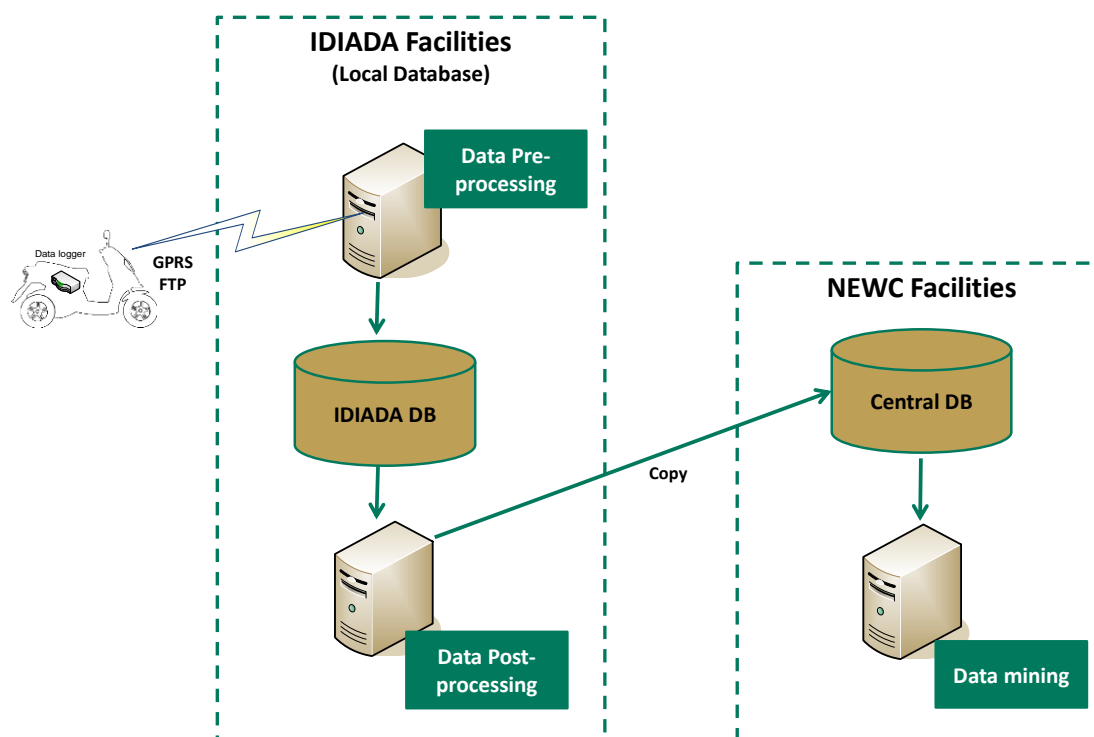 IDIADA Facilities
(Local Database)
Data Pre-
processing
Data logger
GPRS
FTP
NEWC Facilities
IDIADA DB
Central DB
Copy
Data Post-
processing
Data mining